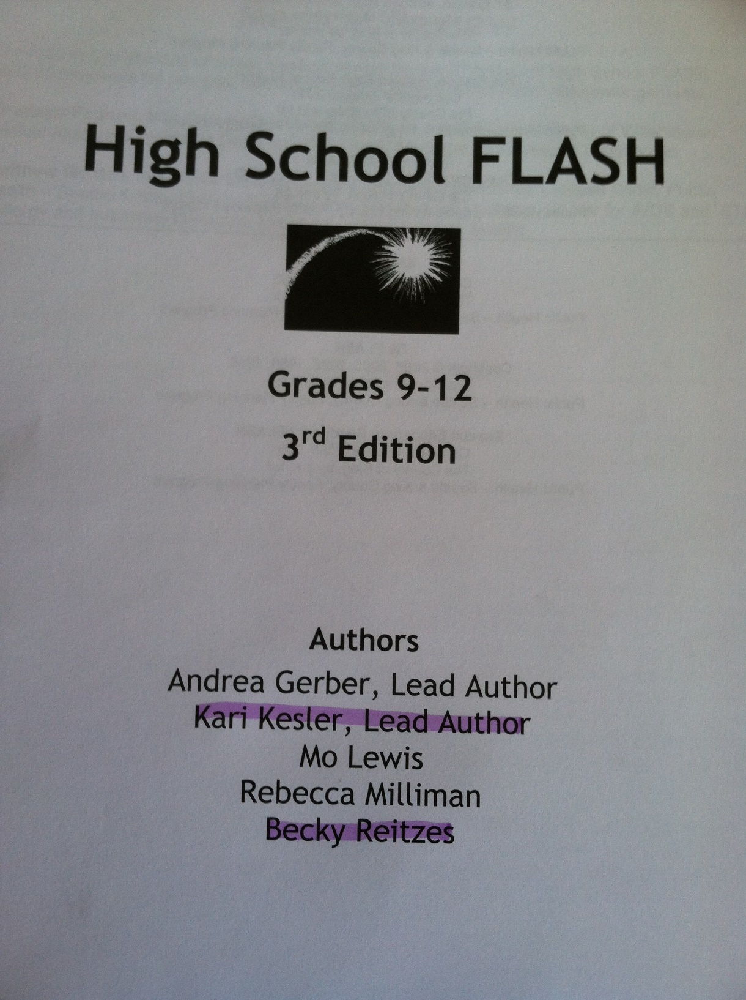 High School FLASH
Grades 9-12
3rd Edition
Authors
Andrea Gerber, Lead Author
Kari Kesler, Lead Author
Mo Lewis
Rebecca Milliman
Becky Reitzes